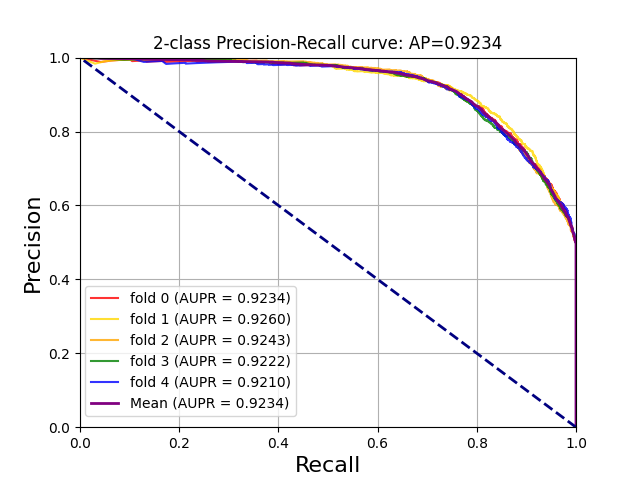 2-class Precision-Recall curve: AP=0.9234
1.0
0.8
0.6
0.4
0.2
0.0
Precision
fold 0 (AUPR = 0.9234)
fold 1 (AUPR = 0.9260)
fold 2 (AUPR = 0.9243)
fold 3 (AUPR = 0.9222)
fold 4 (AUPR = 0.9210)
Mean (AUPR = 0.9234)
0.0 0.2 0.4 0.6 0.8 1.0
Recall